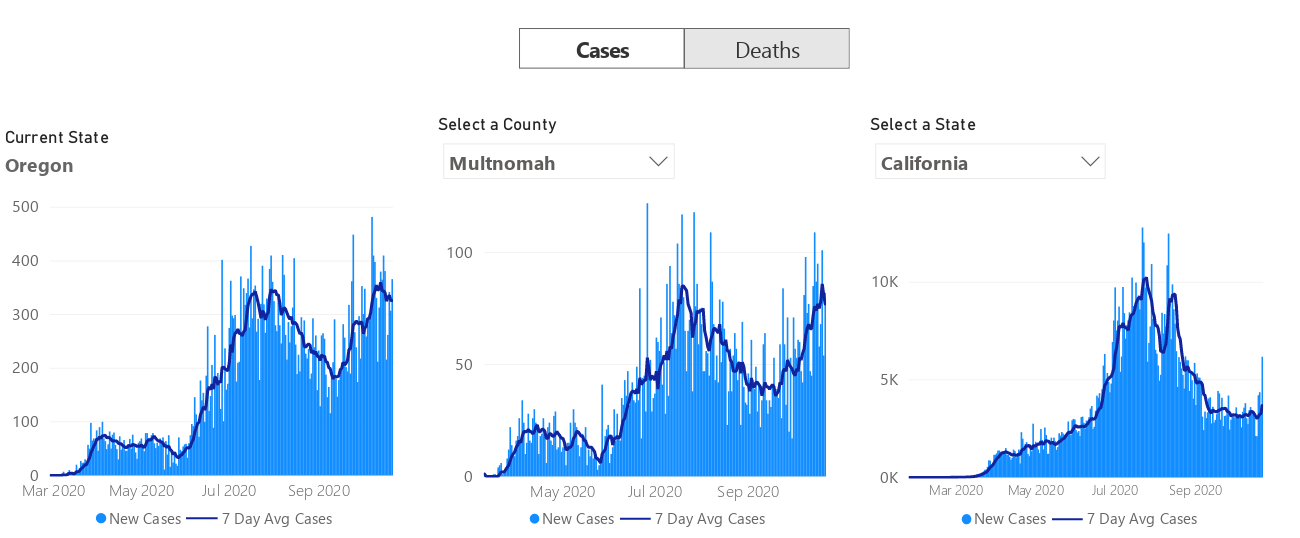 Cases Deaths
Current State
Oregon
500
400
300
200
100
0
Mar 2020 May 2020 Jul 2020 Sep 2020
New Cases 7 Day Avg Cases
Select a County
Multnomah
100
50
0
May 2020 Jul 2020 Sep 2020
New Cases 7 Day Avg Cases
Select a State
California
10K
5K
0K
Mar 2020 May 2020 Jul 2020 Sep 2020
New Cases 7 Day Avg Cases